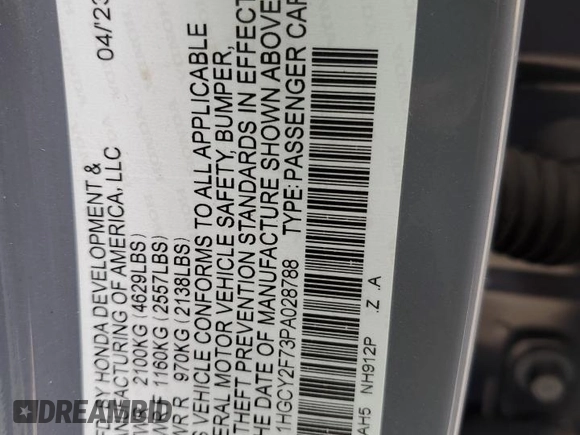 BY HONDA DEVELOPMENT & 04/'23
MANUFACTURING OF AMERICA, LLC
2100KG (4629LBS)
1160KG (2557LBS)
R 970KG (2138LBS)
VEHICLE CONFORMS TO ALL APPLICABLE
MOTOR VEHICLE SAFETY, BUMPER,
THEFT PREVENTION STANDARDS IN EFFECT
THE DATE OF MANUFACTURE SHOWN ABOVE
1HGCY2F73PA028788 TYPE:PASSENGER CAR
AH5 NH912P .Z .A
DREAMBID